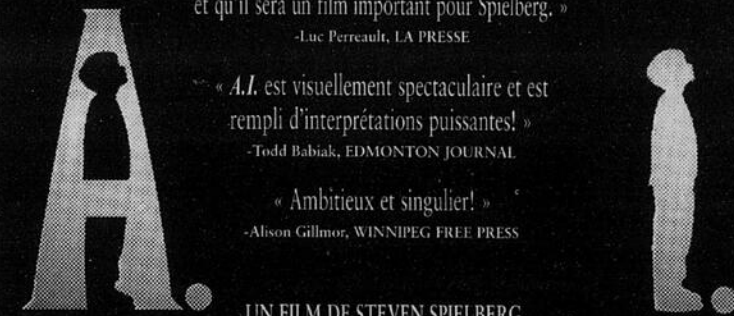 et qu'il sera un film important pour Spielberg. »
-Luc Perreault, LA PRESSE
« A.I. est visuellement spectaculaire et est
rempli d'interprétations puissantes! »
-Todd Babiak, EDMONTON JOURNAL
« Ambitieux et singulier! »
-Alison Gillmor, WINNIPEG FREE PRESS
A. I.
UN FILM DE STEVEN SPIELBERG